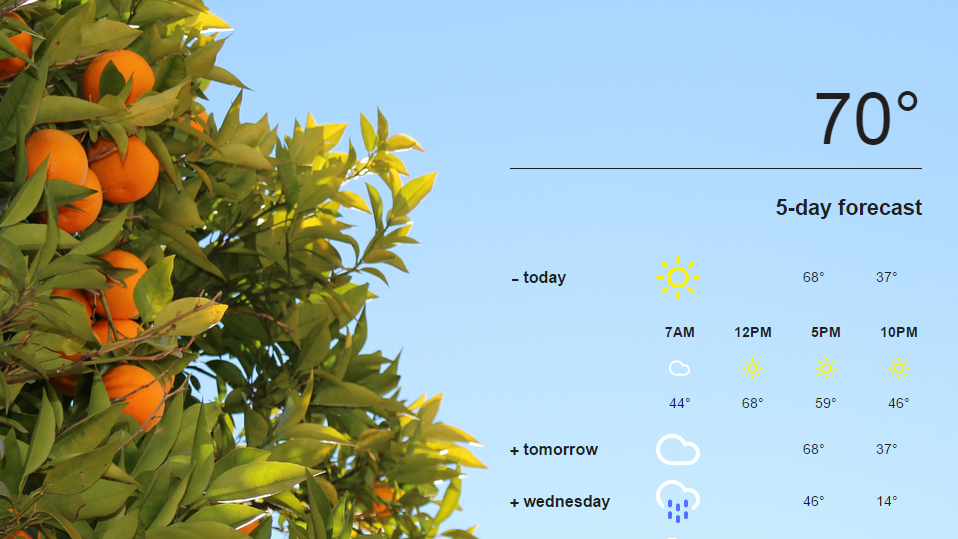 70°
5-day forecast
– today 68° 37°
7AM 12PM 5PM 10PM
44° 68° 59° 46°
+ tomorrow 68° 37°
+ wednesday 46° 14°